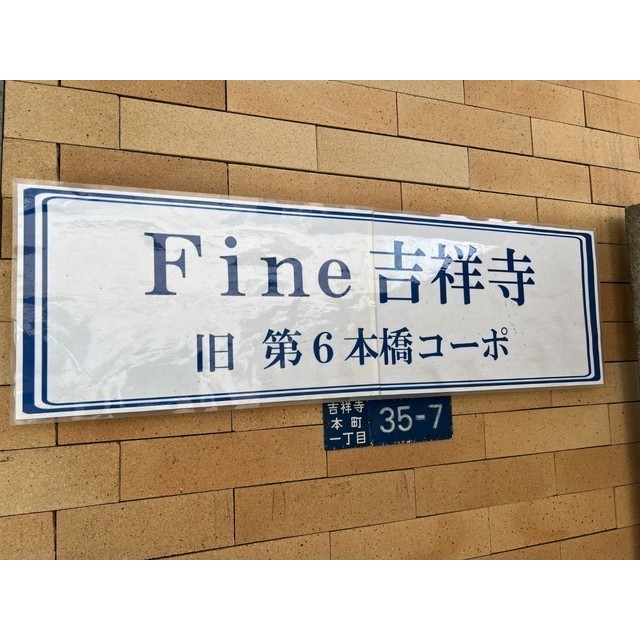 Fine吉祥寺
旧 第6本橋コーポ
吉祥寺
本町
一丁目
35-7